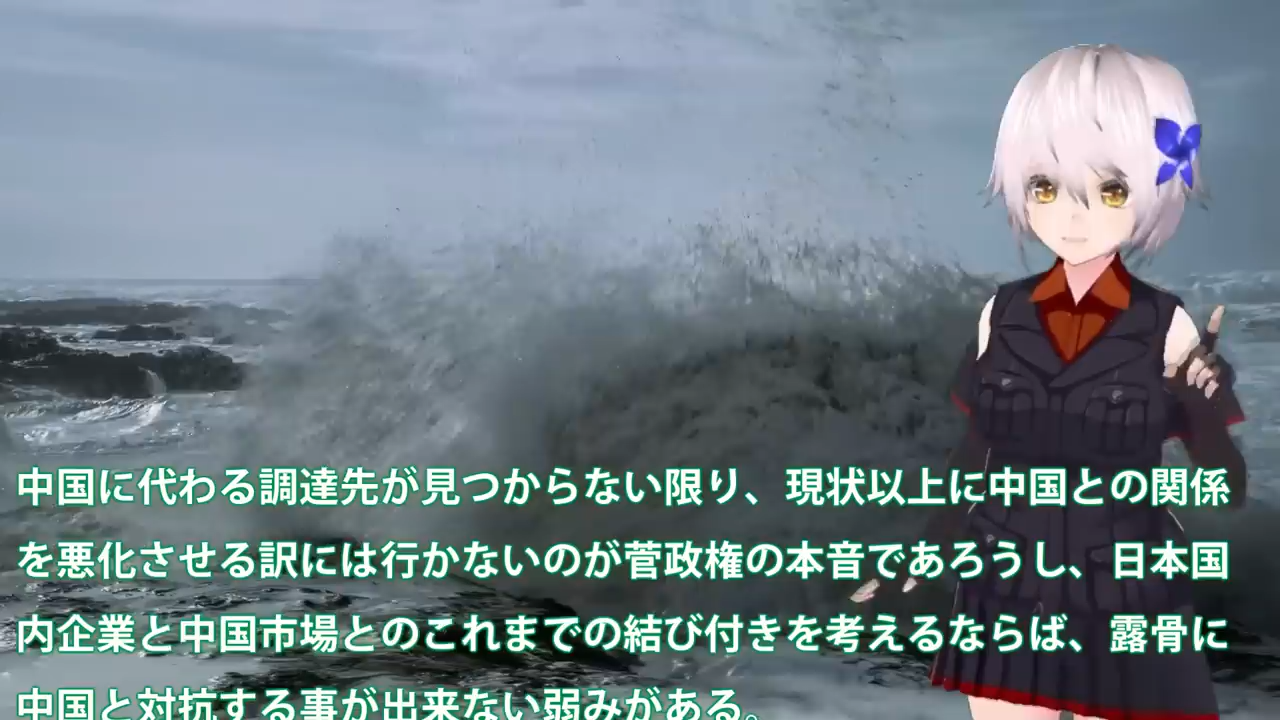 中国に代わる調達先が見つからない限り、現状以上に中国との関係
を悪化させる訳には行かないのが菅政権の本音であろうし、日本国
内企業と中国市場とのこれまでの結び付きを考えるならば、露骨に
中国と対抗する事が出来ない弱みがある。